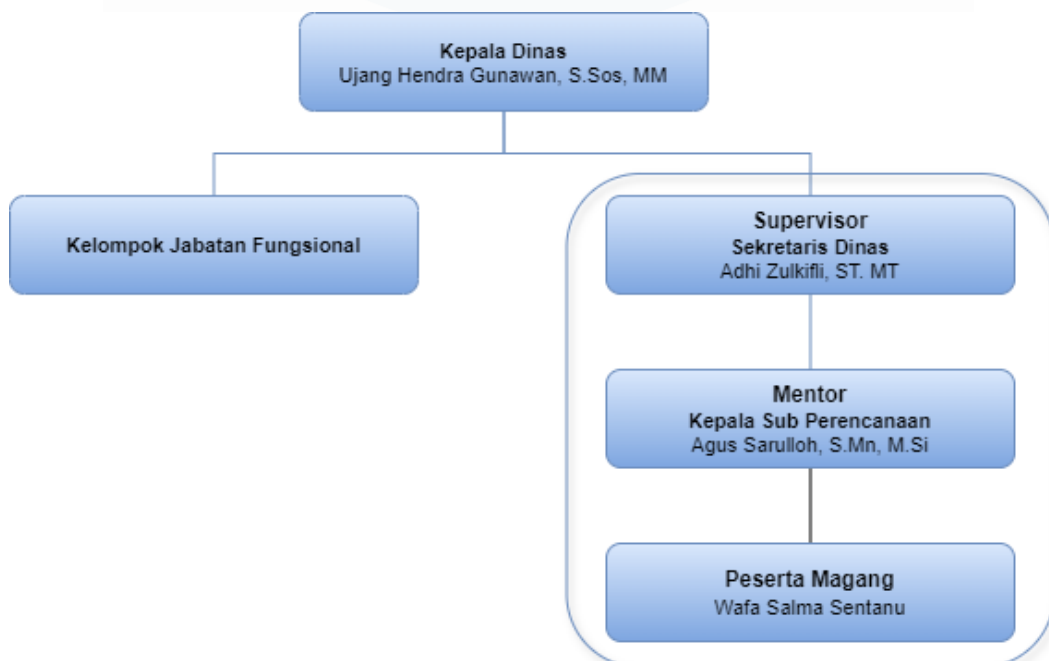 Kepala Dinas
Ujang Hendra Gunawan, S.Sos, MM
Kelompok Jabatan Fungsional
Supervisor
Sekretaris Dinas
Adhi Zulkifli, ST. MT
Mentor
Kepala Sub Perencanaan
Agus Sarulloh, S.Mn, M.Si
Peserta Magang
Wafa Salma Sentanu